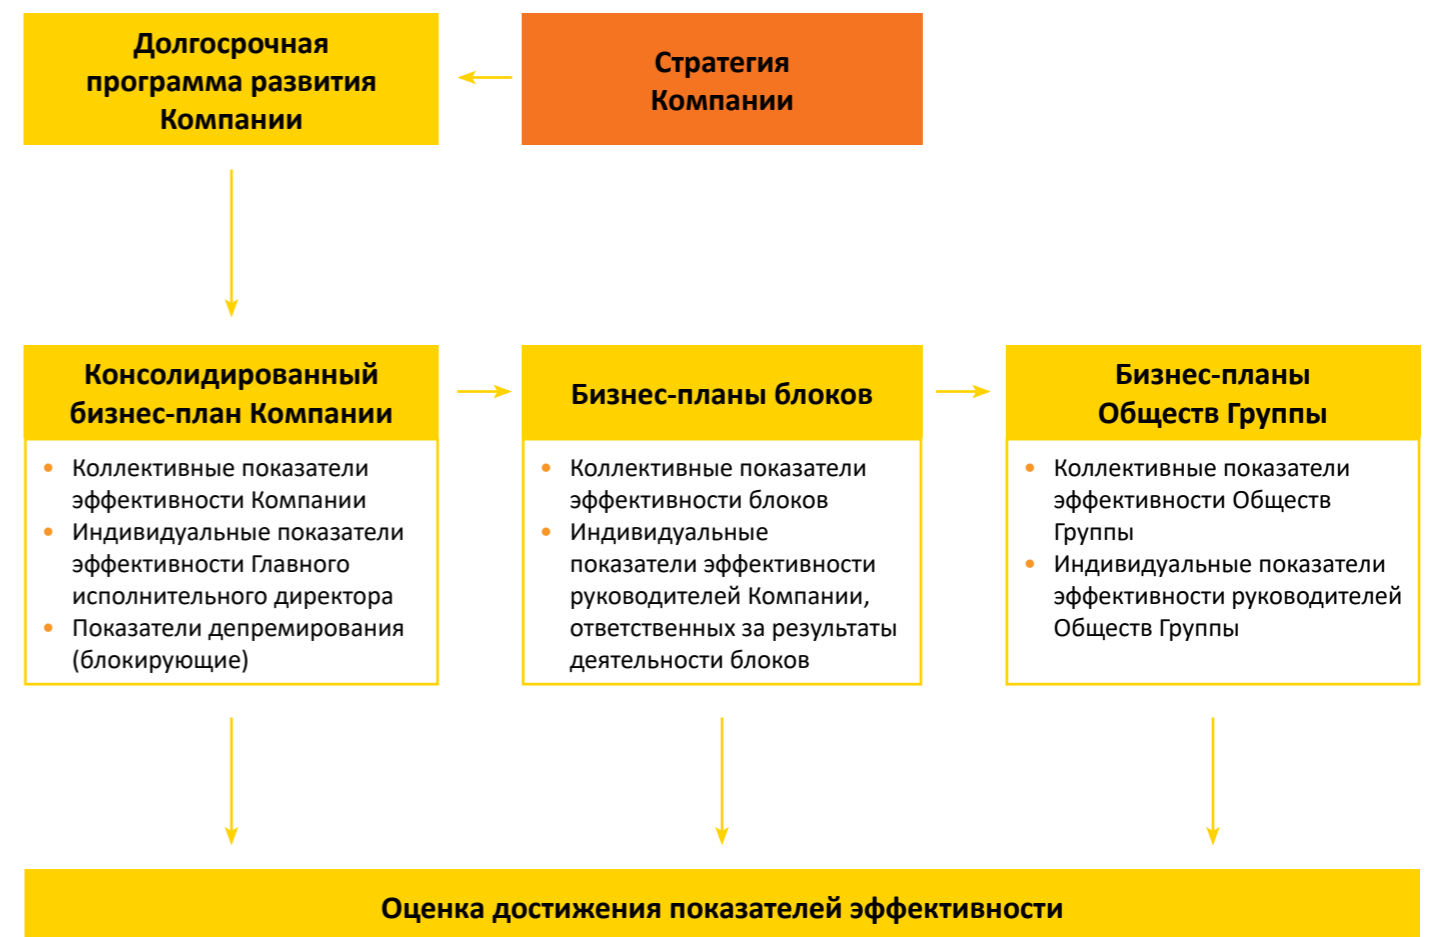 Долгосрочная
программа развития
Компании
Стратегия
Компании
Консолидированный
бизнес-план Компании
• Коллективные показатели
эффективности Компании
• Индивидуальные показатели
эффективности Главного
исполнительного директора
• Показатели депремирования
(блокирующие)
Бизнес-планы блоков
• Коллективные показатели
эффективности блоков
• Индивидуальные
показатели эффективности
руководителей Компании,
ответственных за результаты
деятельности блоков
Бизнес-планы
Обществ Группы
• Коллективные показатели
эффективности Обществ
Группы
• Индивидуальные показатели
эффективности руководителей
Обществ Группы
Оценка достижения показателей эффективности